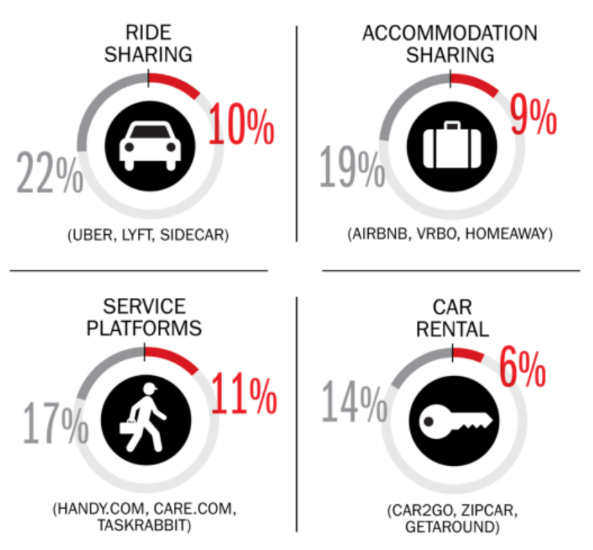 RIDE
SHARING
10%
22%
(UBER, LYFT, SIDECAR)
ACCOMMODATION
SHARING
9%
19%
(AIRBNB, VRBO, HOMEAWAY)
SERVICE
PLATFORMS
11%
17%
(HANDY.COM, CARE.COM,
TASKRABBIT)
CAR
RENTAL
6%
14%
(CAR2GO, ZIPCAR,
GETAROUND)